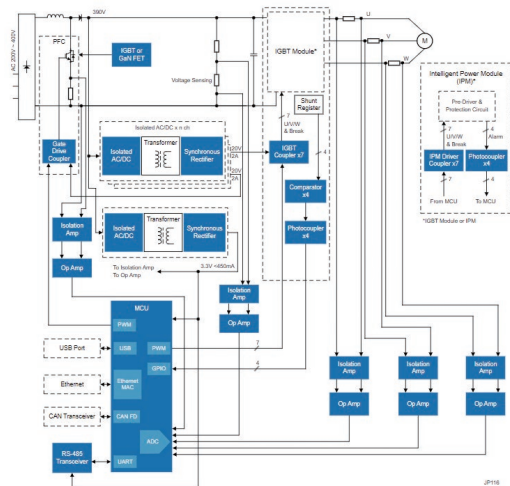 AC 200V ~ 400V
390V
PFC
IGBT or
GaN FET
Voltage Sensing
Gate
Drive
Coupler
Isolated AC/DC x n ch
Isolated
AC/DC
Transformer
Synchronous
Rectifier
20V
2A
20V
2A
Isolated
AC/DC
Transformer
Synchronous
Rectifier
3.3V ×450mA
To Isolation Amp
To Op Amp
Isolation
Amp
Op Amp
IGBT Module*
Shunt
Register
7
U/V/W
& Break
4
IGBT
Coupler x7
Comparator
x4
Photocoupler
x4
Isolation
Amp
Op Amp
U
V
W
M
Intelligent Power Module
(IPM)*
Pre-Driver &
Protection Circuit
7
U/V/W
& Break
4
Alarm
IPM Driver
Coupler x7
Photocoupler
x4
7
4
From MCU
To MCU
*IGBT Module or IPM
MCU
PWM
USB
PWM
GPIO
Ethernet
MAC
CAN FD
ADC
UART
7
4
USB Port
Ethernet
CAN Transceiver
RS-485
Transceiver
Isolation
Amp
Op Amp
Isolation
Amp
Op Amp
Isolation
Amp
Op Amp
JP116